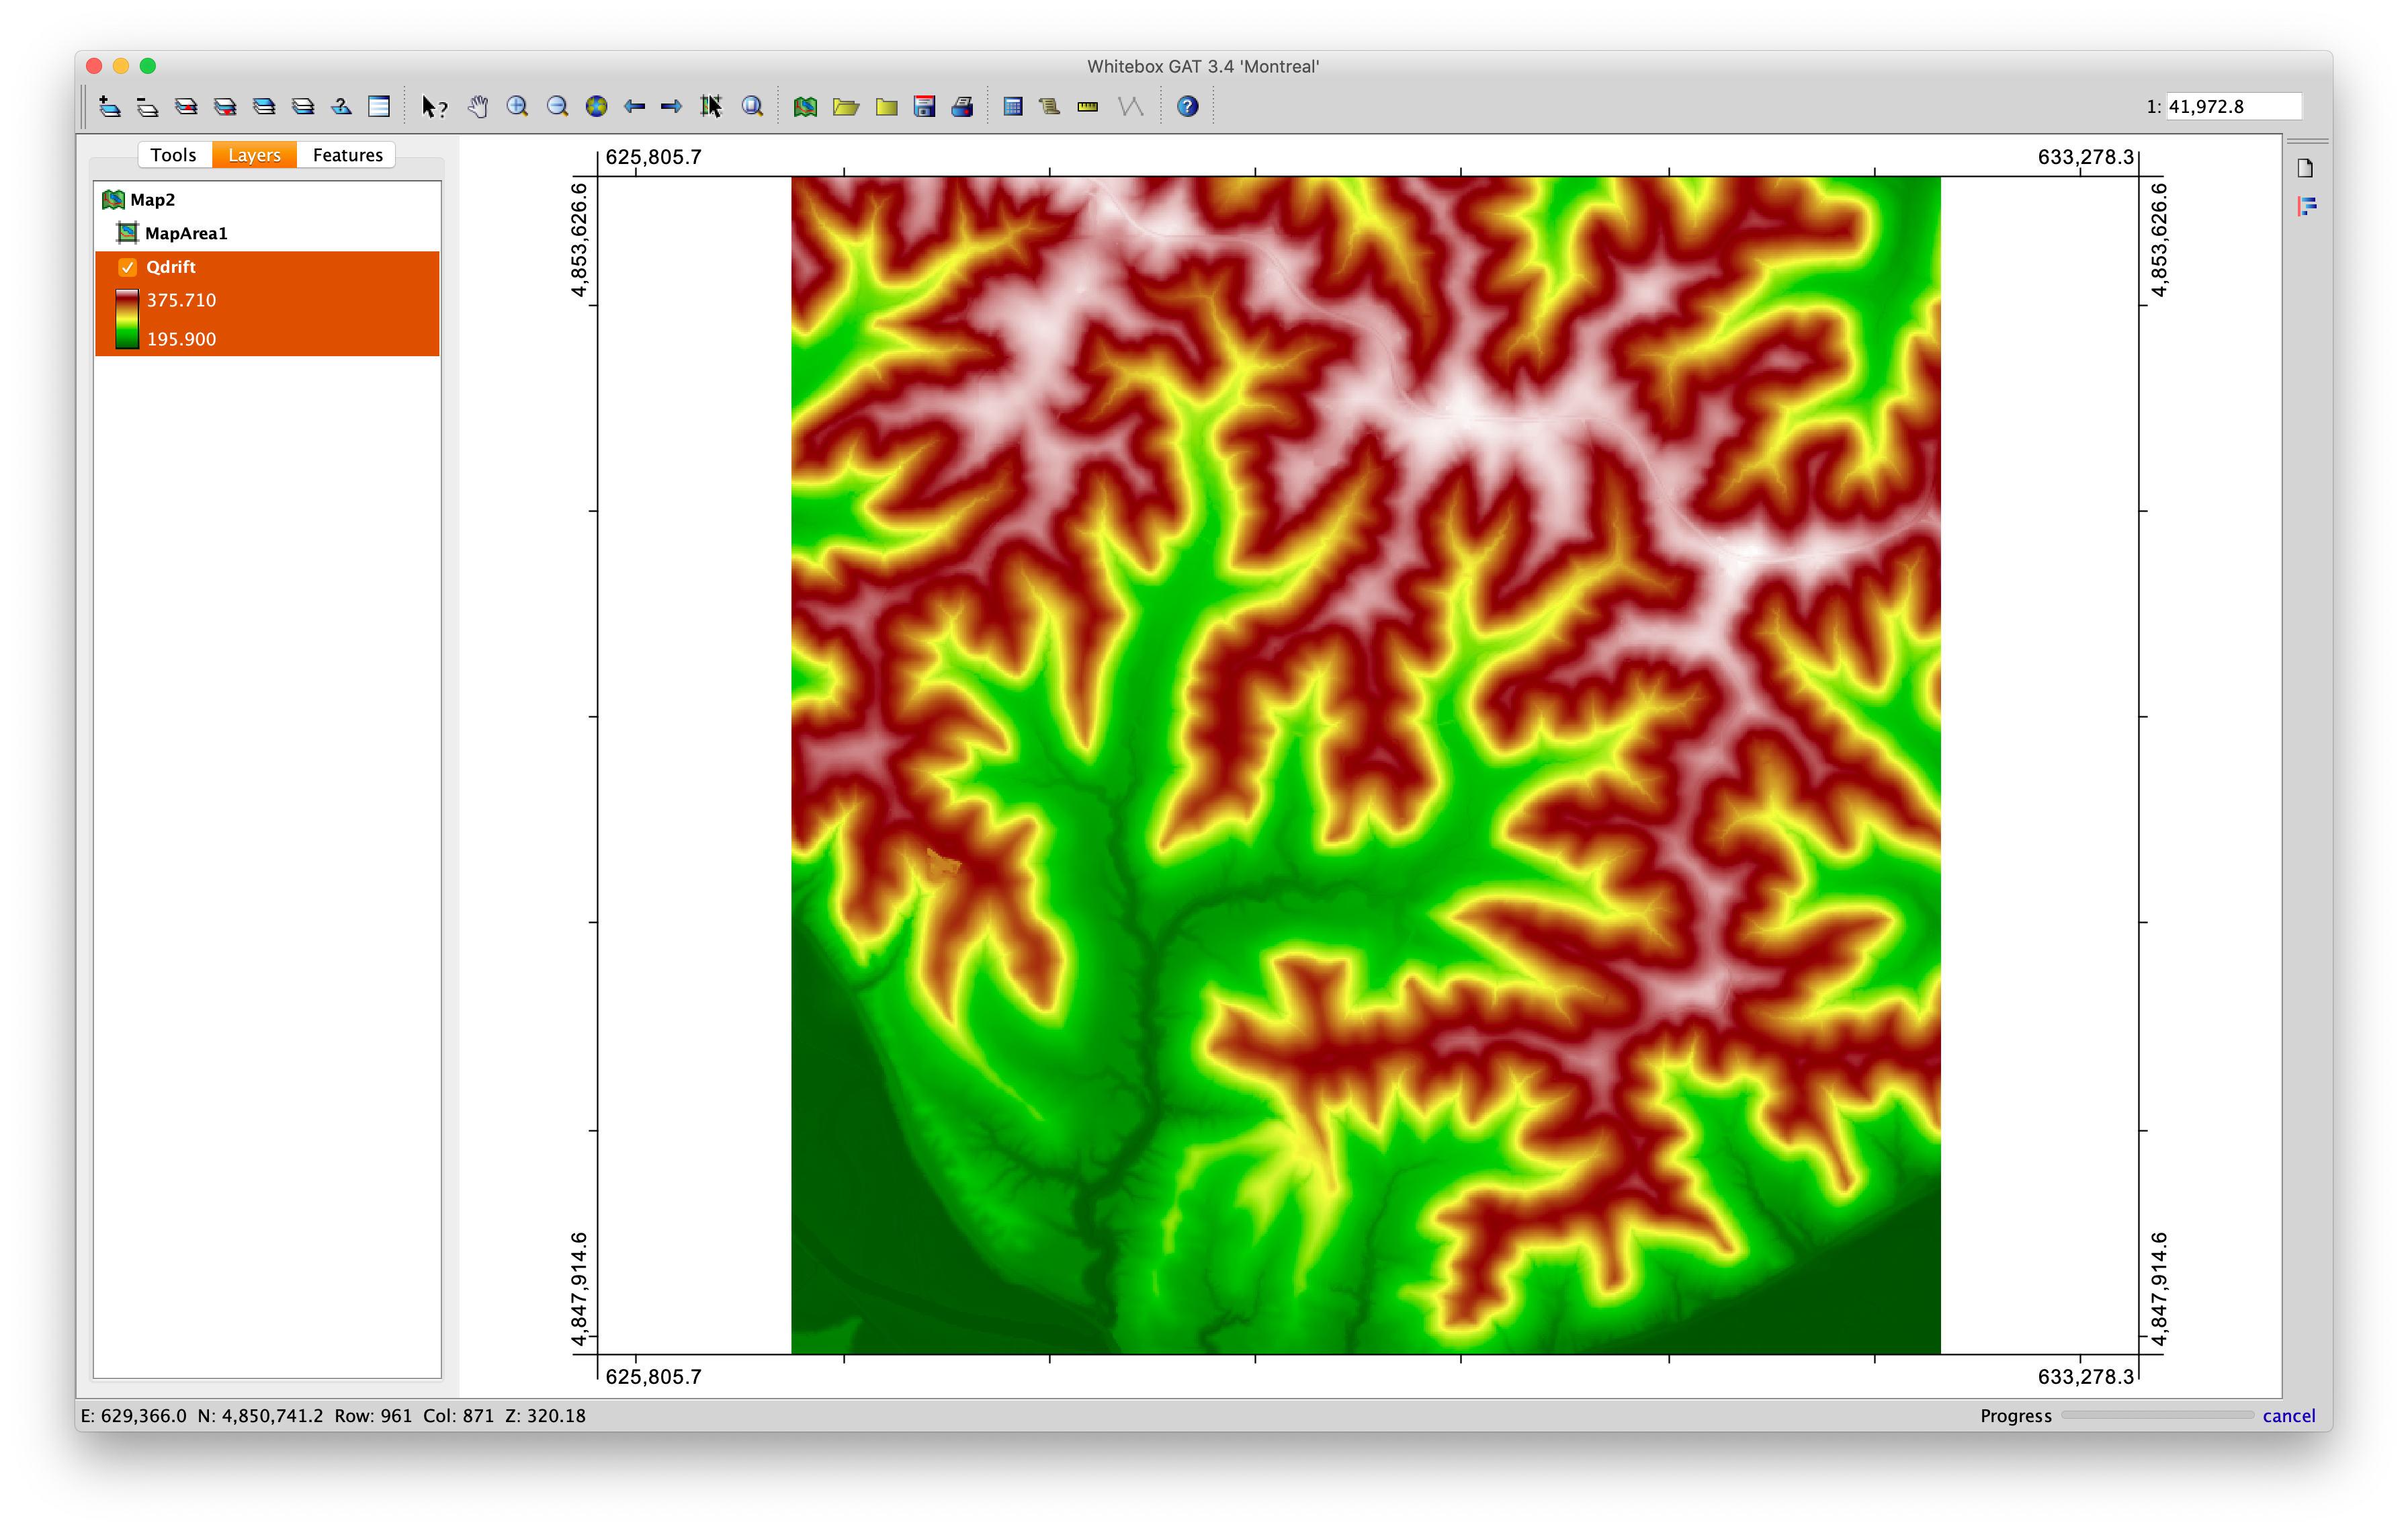 Whitebox GAT 3.4 'Montreal'
1: 41,972.8
Tools Layers Features
Map2
MapArea1
Qdrift
375.710
195.900
625,805.7 633,278.3
4,853,626.6 4,853,626.6
4,847,914.6 4,847,914.6
625,805.7 633,278.3
E: 629,366.0 N: 4,850,741.2 Row: 961 Col: 871 Z: 320.18 Progress cancel